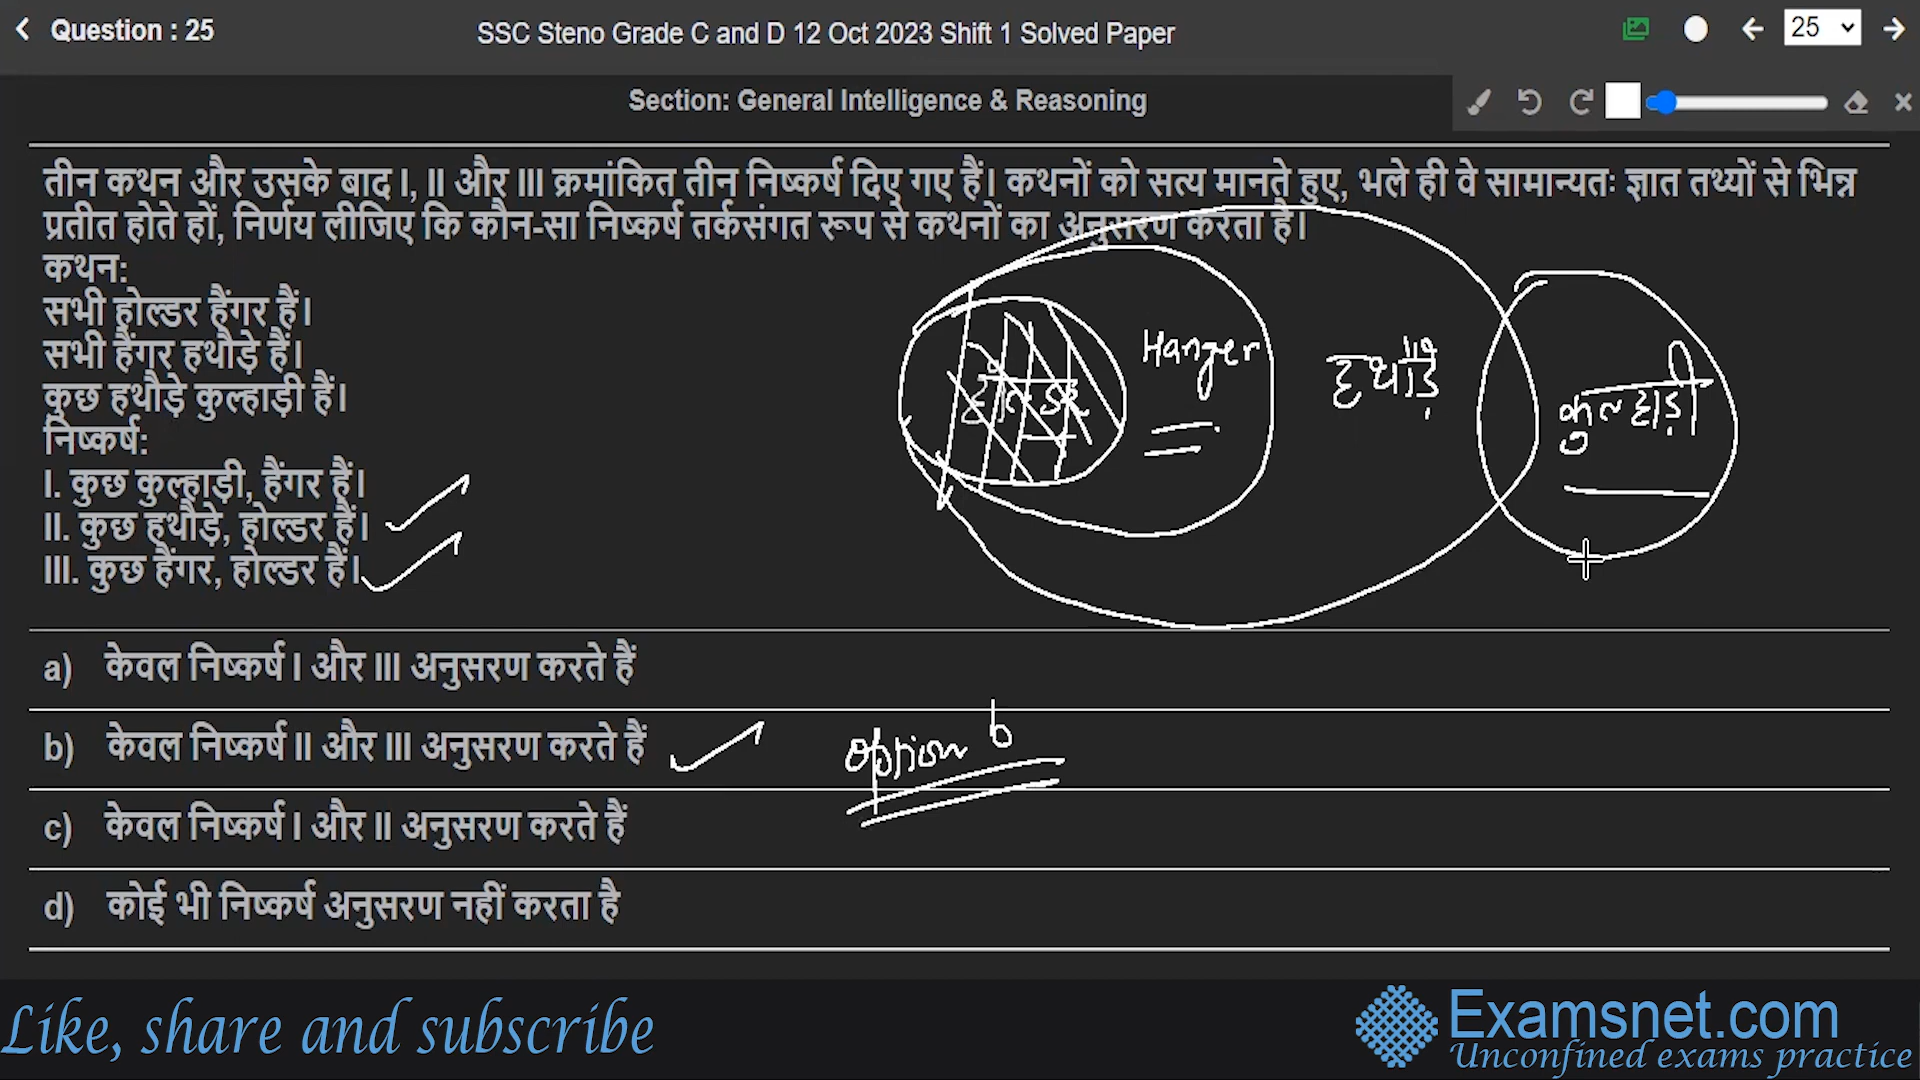 Question : 25
SSC Steno Grade C and D 12 Oct 2023 Shift 1 Solved Paper
25
Section: General Intelligence & Reasoning
तीन कथन और उसके बाद I, II और III क्रमांकित तीन निष्कर्ष दिए गए हैं। कथनों को सत्य मानते हुए, भले ही वे सामान्यतः ज्ञात तथ्यों से भिन्न
प्रतीत होते हों, निर्णय लीजिए कि कौन-सा निष्कर्ष तर्कसंगत रूप से कथनों का अनुसरण करता है।
कथन:
सभी होल्डर हैंगर हैं।
सभी हैंगर हथौड़े हैं।
कुछ हथौड़े कुल्हाड़ी हैं।
निष्कर्ष:
I. कुछ कुल्हाड़ी, हैंगर हैं।
II. कुछ हथौड़े, होल्डर हैं।
III. कुछ हैंगर, होल्डर हैं।
होल्डर
Hanger
हथौड़े
कुल्हाड़ी
a) केवल निष्कर्ष I और III अनुसरण करते हैं
b) केवल निष्कर्ष II और III अनुसरण करते हैं
option b
c) केवल निष्कर्ष I और II अनुसरण करते हैं
d) कोई भी निष्कर्ष अनुसरण नहीं करता है
Like, share and subscribe
Examsnet.com
Unconfined exams practice